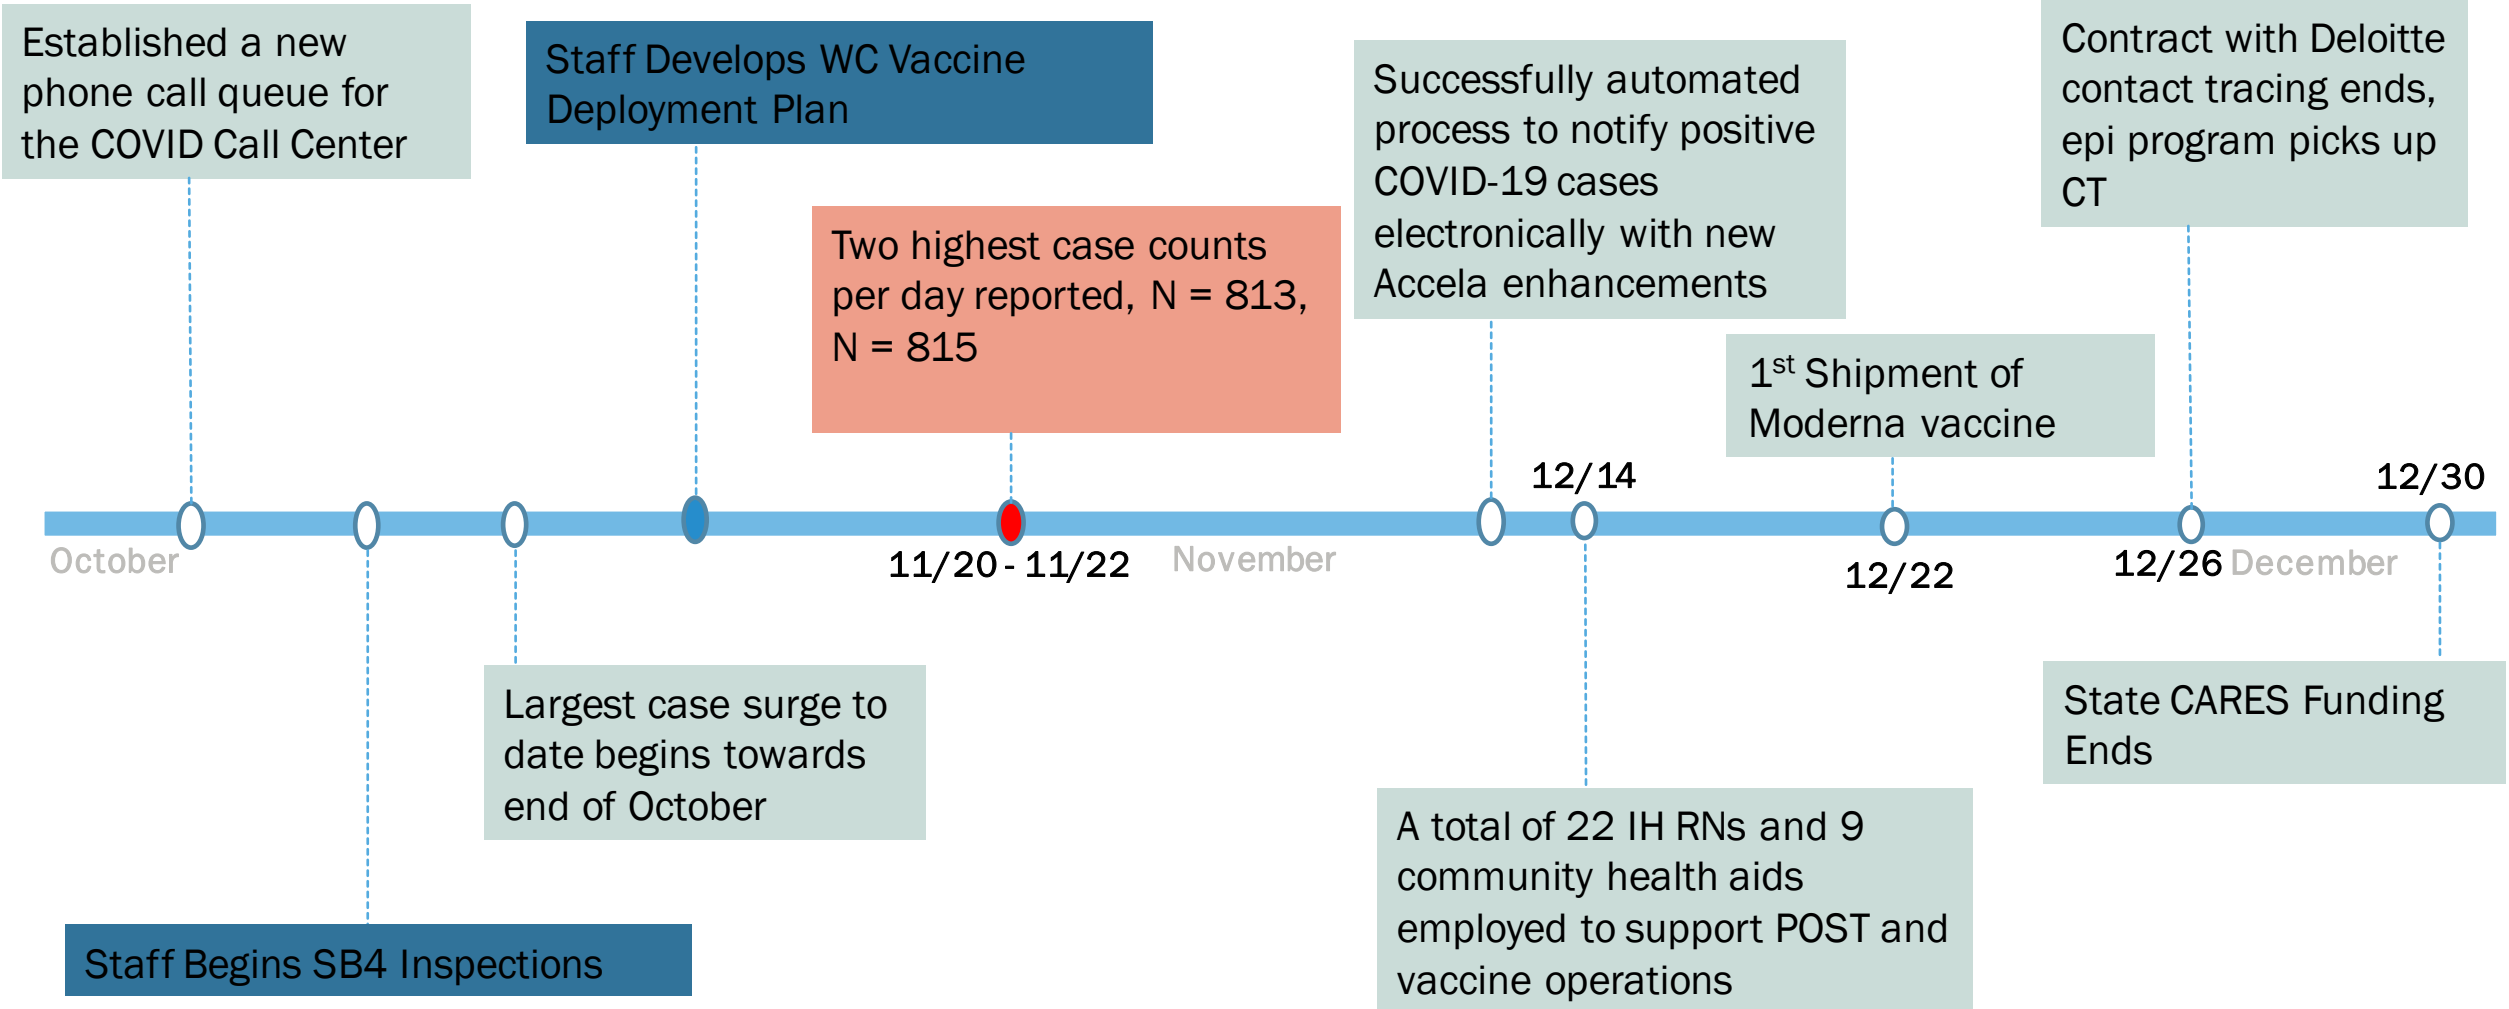 Established a new
phone call queue for
the COVID Call Center
Staff Develops WC Vaccine
Deployment Plan
Two highest case counts
per day reported, N = 813,
N = 815
Successfully automated
process to notify positive
COVID-19 cases
electronically with new
Accela enhancements
1st Shipment of
Moderna vaccine
Contract with Deloitte
contact tracing ends,
epi program picks up
CT
12/14
12/30
October
11/20 - 11/22
November
12/22
12/26
December
Largest case surge to
date begins towards
end of October
Staff Begins SB4 Inspections
A total of 22 IH RNs and 9
community health aids
employed to support POST and
vaccine operations
State CARES Funding
Ends